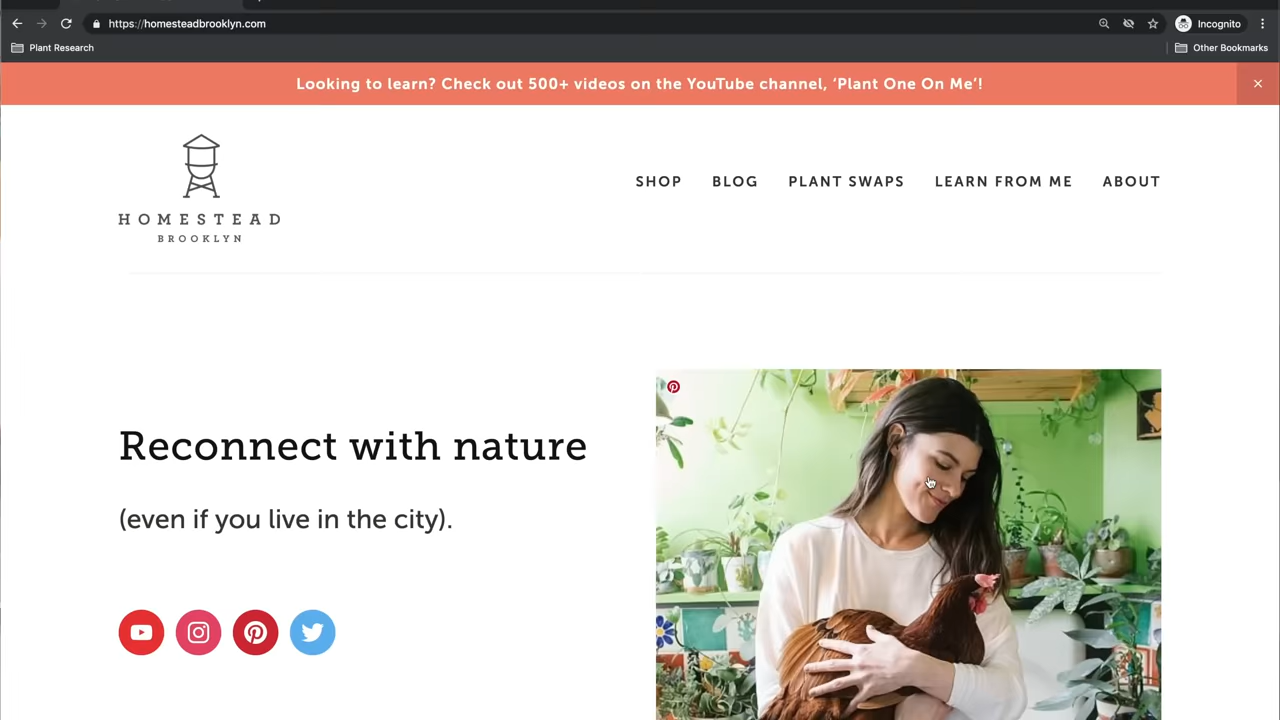 https://homesteadbrooklyn.com
Incognito
Plant Research
Other Bookmarks
Looking to learn? Check out 500+ videos on the YouTube channel, ‘Plant One On Me’!
HOMESTEAD
BROOKLYN
SHOP BLOG PLANT SWAPS LEARN FROM ME ABOUT
Reconnect with nature
(even if you live in the city).